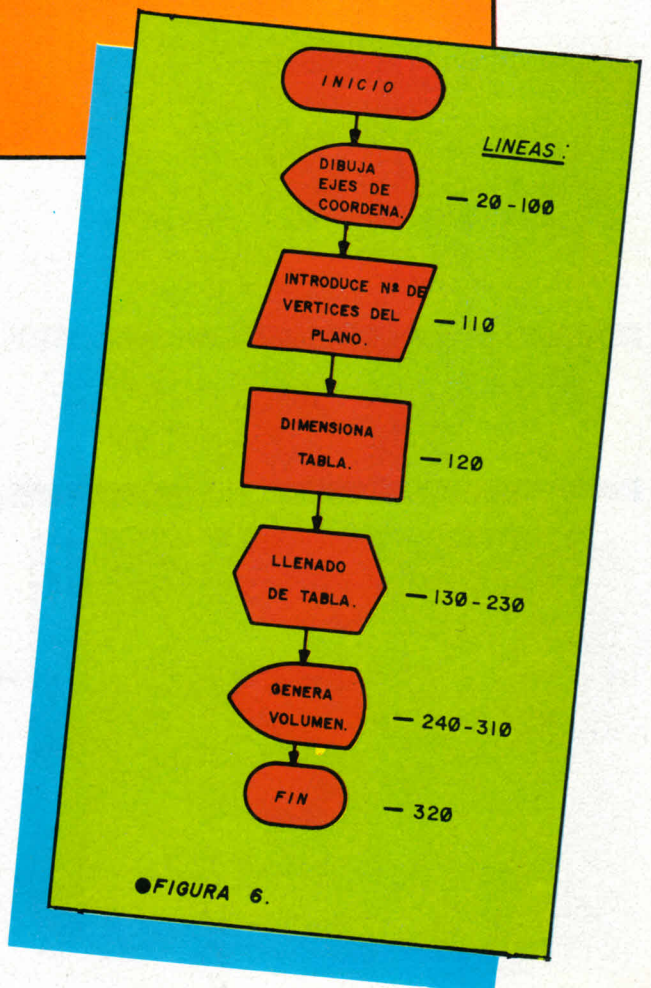 INICIO
LINEAS:
DIBUJA
EJES DE
COORDENA.
— 20-100
INTRODUCE Nº DE
VERTICES DEL
PLANO.
— 110
DIMENSIONA
TABLA.
— 120
LLENADO
DE TABLA.
— 130-230
GENERA
VOLUMEN.
— 240-310
FIN
— 320
●FIGURA 6.